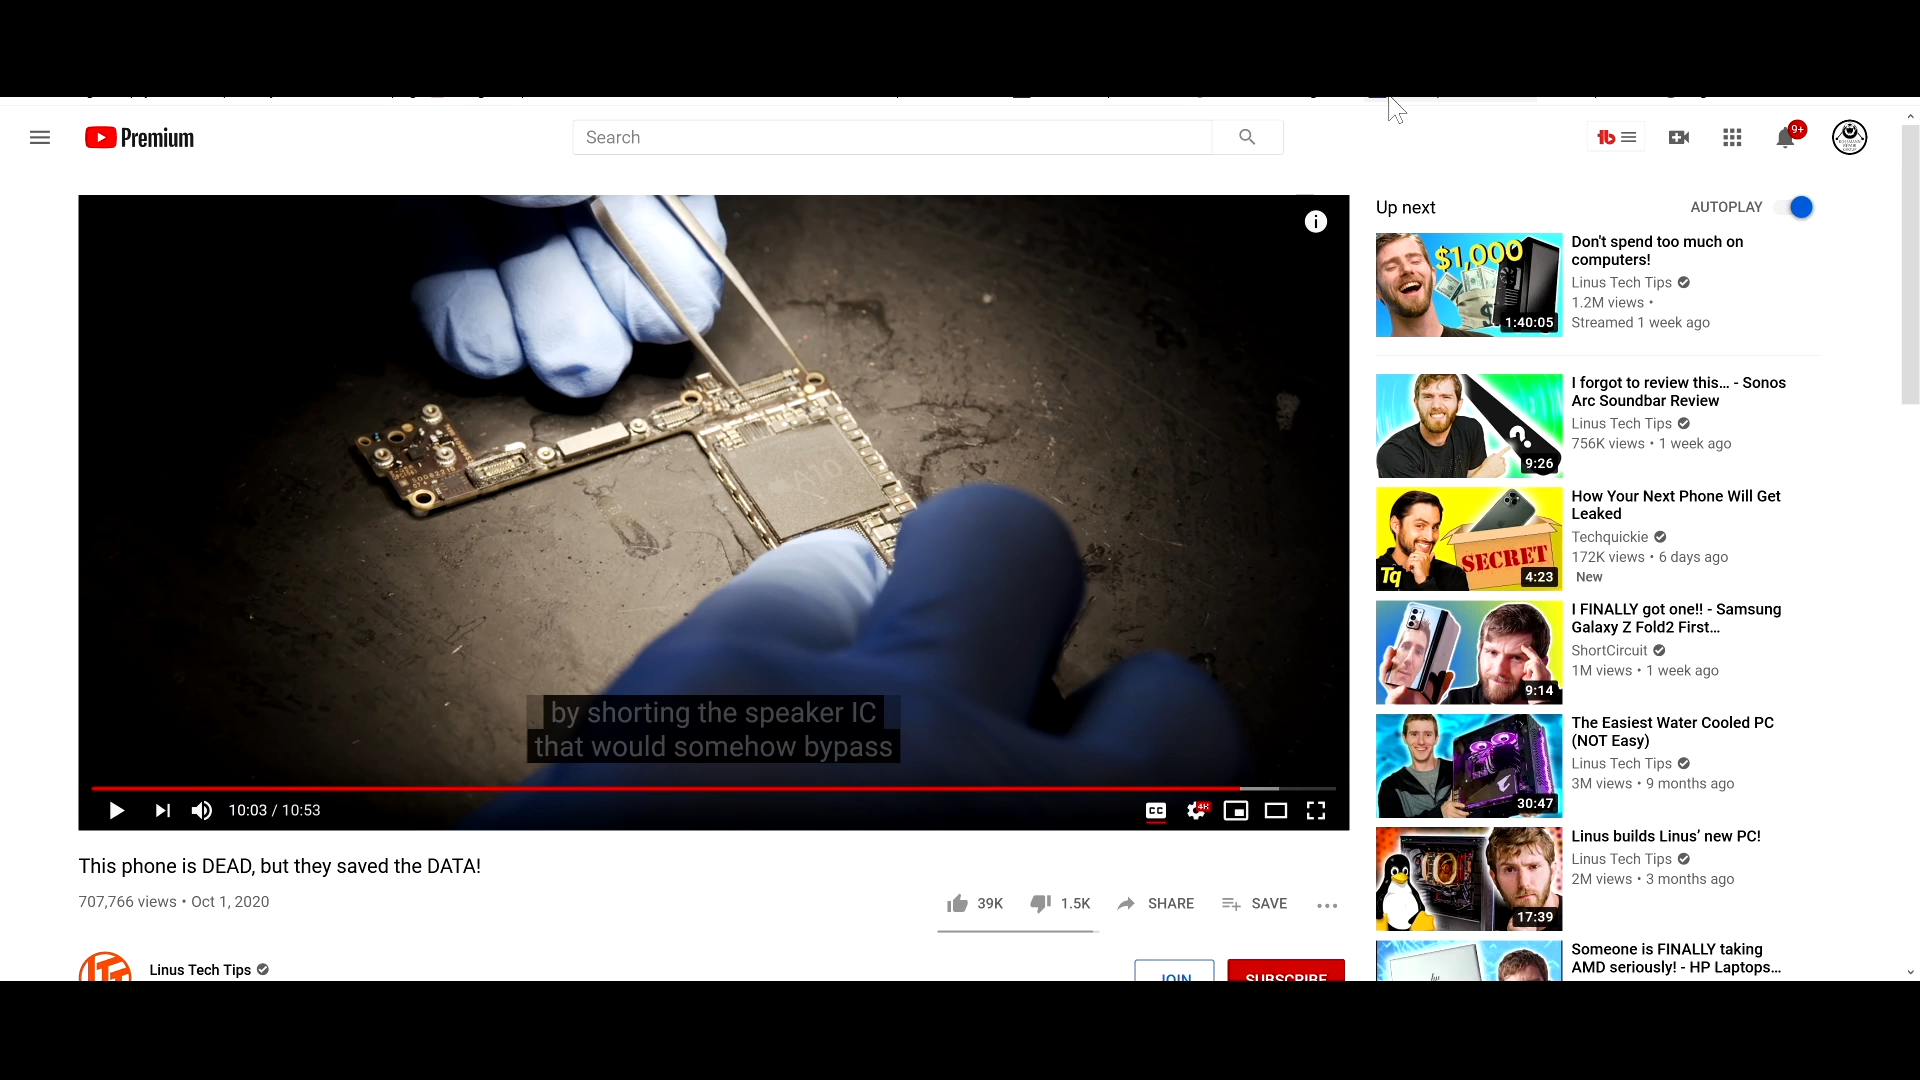 Premium
Search
9+
by shorting the speaker IC
that would somehow bypass
10:03 / 10:53
CC
4K
This phone is DEAD, but they saved the DATA!
707,766 views • Oct 1, 2020
39K
1.5K
SHARE
SAVE
Linus Tech Tips
JOIN
SUBSCRIBE
Up next
AUTOPLAY
$1,000
1:40:05
Don't spend too much on
computers!
Linus Tech Tips
1.2M views •
Streamed 1 week ago
9:26
I forgot to review this... - Sonos
Arc Soundbar Review
Linus Tech Tips
756K views • 1 week ago
SECRET
Tq
4:23
How Your Next Phone Will Get
Leaked
Techquickie
172K views • 6 days ago
New
9:14
I FINALLY got one!! - Samsung
Galaxy Z Fold2 First...
ShortCircuit
1M views • 1 week ago
30:47
The Easiest Water Cooled PC
(NOT Easy)
Linus Tech Tips
3M views • 9 months ago
17:39
Linus builds Linus’ new PC!
Linus Tech Tips
2M views • 3 months ago
Someone is FINALLY taking
AMD seriously! - HP Laptops...